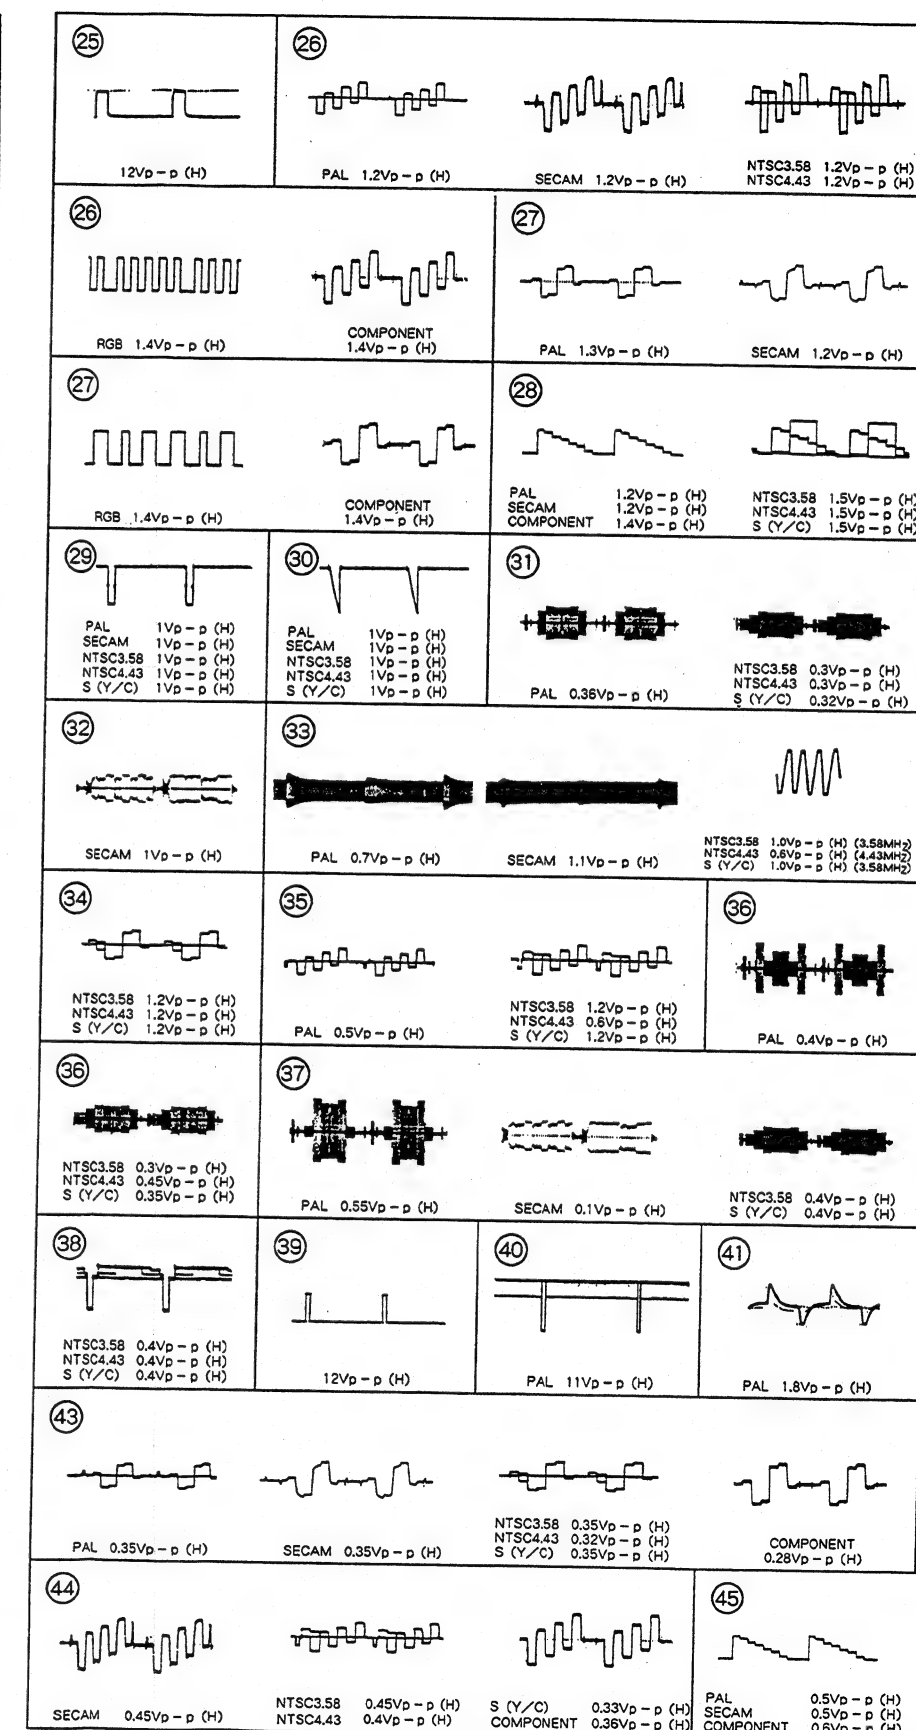 25
12Vp-p (H)
26
PAL 1.2Vp-p (H)
SECAM 1.2Vp-p (H)
NTSC3.58 1.2Vp-p (H)
NTSC4.43 1.2Vp-p (H)
26
RGB 1.4Vp-p (H)
COMPONENT
1.4Vp-p (H)
27
PAL 1.3Vp-p (H)
SECAM 1.2Vp-p (H)
27
RGB 1.4Vp-p (H)
COMPONENT
1.4Vp-p (H)
28
PAL 1.2Vp-p (H)
SECAM 1.2Vp-p (H)
COMPONENT 1.4Vp-p (H)
NTSC3.58 1.5Vp-p (H)
NTSC4.43 1.5Vp-p (H)
S (Y/C) 1.5Vp-p (H)
29
PAL 1Vp-p (H)
SECAM 1Vp-p (H)
NTSC3.58 1Vp-p (H)
NTSC4.43 1Vp-p (H)
S (Y/C) 1Vp-p (H)
30
PAL 1Vp-p (H)
SECAM 1Vp-p (H)
NTSC3.58 1Vp-p (H)
NTSC4.43 1Vp-p (H)
S (Y/C) 1Vp-p (H)
31
PAL 0.36Vp-p (H)
NTSC3.58 0.3Vp-p (H)
NTSC4.43 0.3Vp-p (H)
S (Y/C) 0.32Vp-p (H)
32
SECAM 1Vp-p (H)
33
PAL 0.7Vp-p (H)
SECAM 1.1Vp-p (H)
NTSC3.58 1.0Vp-p (H) (3.58MHz)
NTSC4.43 0.6Vp-p (H) (4.43MHz)
S (Y/C) 1.0Vp-p (H) (3.58MHz)
34
NTSC3.58 1.2Vp-p (H)
NTSC4.43 1.2Vp-p (H)
S (Y/C) 1.2Vp-p (H)
35
PAL 0.5Vp-p (H)
NTSC3.58 1.2Vp-p (H)
NTSC4.43 0.6Vp-p (H)
S (Y/C) 1.2Vp-p (H)
36
PAL 0.4Vp-p (H)
36
NTSC3.58 0.3Vp-p (H)
NTSC4.43 0.45Vp-p (H)
S (Y/C) 0.35Vp-p (H)
37
PAL 0.55Vp-p (H)
SECAM 0.1Vp-p (H)
NTSC3.58 0.4Vp-p (H)
S (Y/C) 0.4Vp-p (H)
38
NTSC3.58 0.4Vp-p (H)
NTSC4.43 0.4Vp-p (H)
S (Y/C) 0.4Vp-p (H)
39
12Vp-p (H)
40
PAL 11Vp-p (H)
41
PAL 1.8Vp-p (H)
43
PAL 0.35Vp-p (H)
SECAM 0.35Vp-p (H)
NTSC3.58 0.35Vp-p (H)
NTSC4.43 0.32Vp-p (H)
S (Y/C) 0.35Vp-p (H)
COMPONENT
0.28Vp-p (H)
44
SECAM 0.45Vp-p (H)
NTSC3.58 0.45Vp-p (H)
NTSC4.43 0.4Vp-p (H)
S (Y/C) 0.33Vp-p (H)
COMPONENT 0.36Vp-p (H)
45
PAL 0.5Vp-p (H)
SECAM 0.5Vp-p (H)
COMPONENT 0.6Vp-p (H)